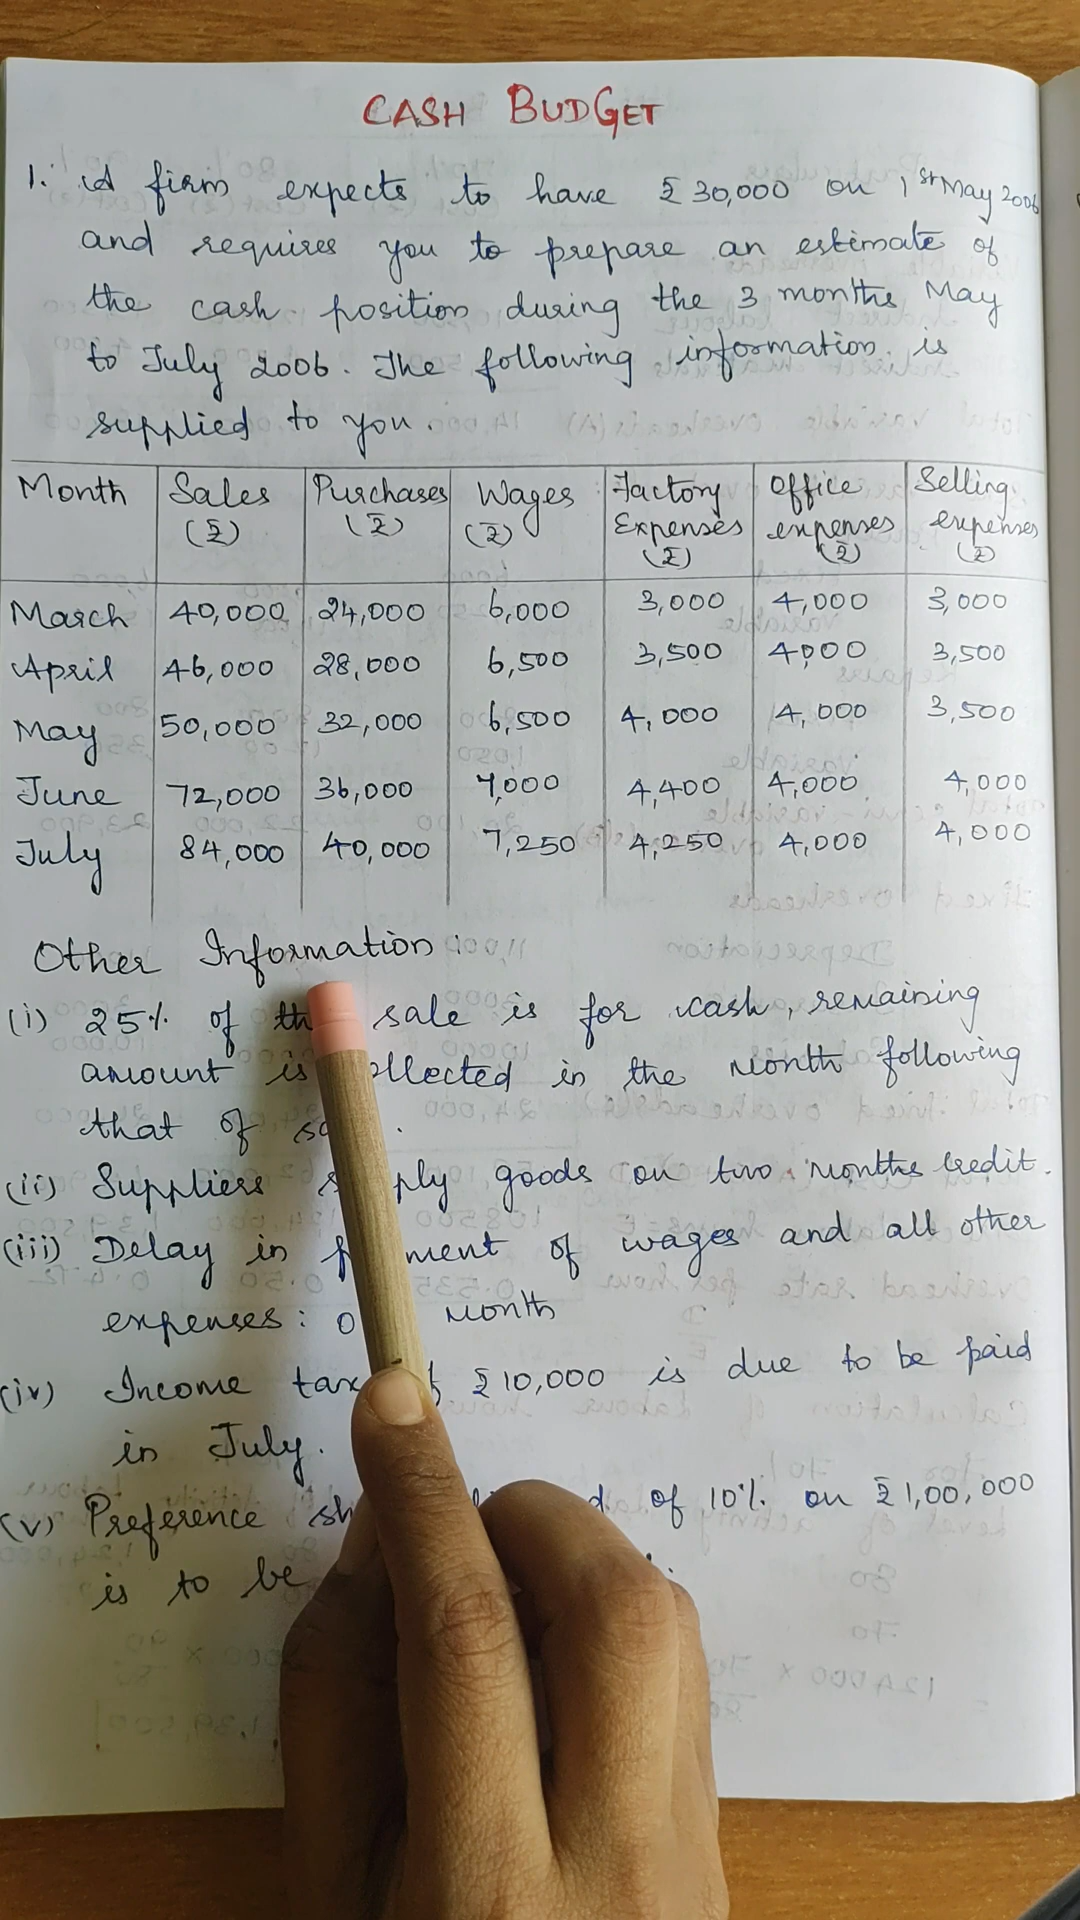 CASH BUDGET
1. A firm expects to have ₹ 30,000 on 1st May 2006
and requires you to prepare an estimate of
the cash position during the 3 months May
to July 2006. The following information is
supplied to you.
Month Sales (₹) Purchases (₹) Wages (₹) Factory Expenses (₹) Office expenses (₹) Selling expenses (₹)
March 40,000 24,000 6,000 3,000 4,000 3,000
April 46,000 28,000 6,500 3,500 4,000 3,500
May 50,000 32,000 6,500 4,000 4,000 3,500
June 72,000 36,000 7,000 4,400 4,000 4,000
July 84,000 40,000 7,250 4,250 4,000 4,000
Other Information:
(i) 25% of th sale is for cash, remaining
amount is ollected in the month following
that of
(ii) Suppliers ply goods on two months credit.
(iii) Delay in ment of wages and all other
expenses: month
(iv) Income tax ₹ 10,000 is due to be paid
in July.
(v) Preference sh d of 10% on ₹ 1,00,000
is to be